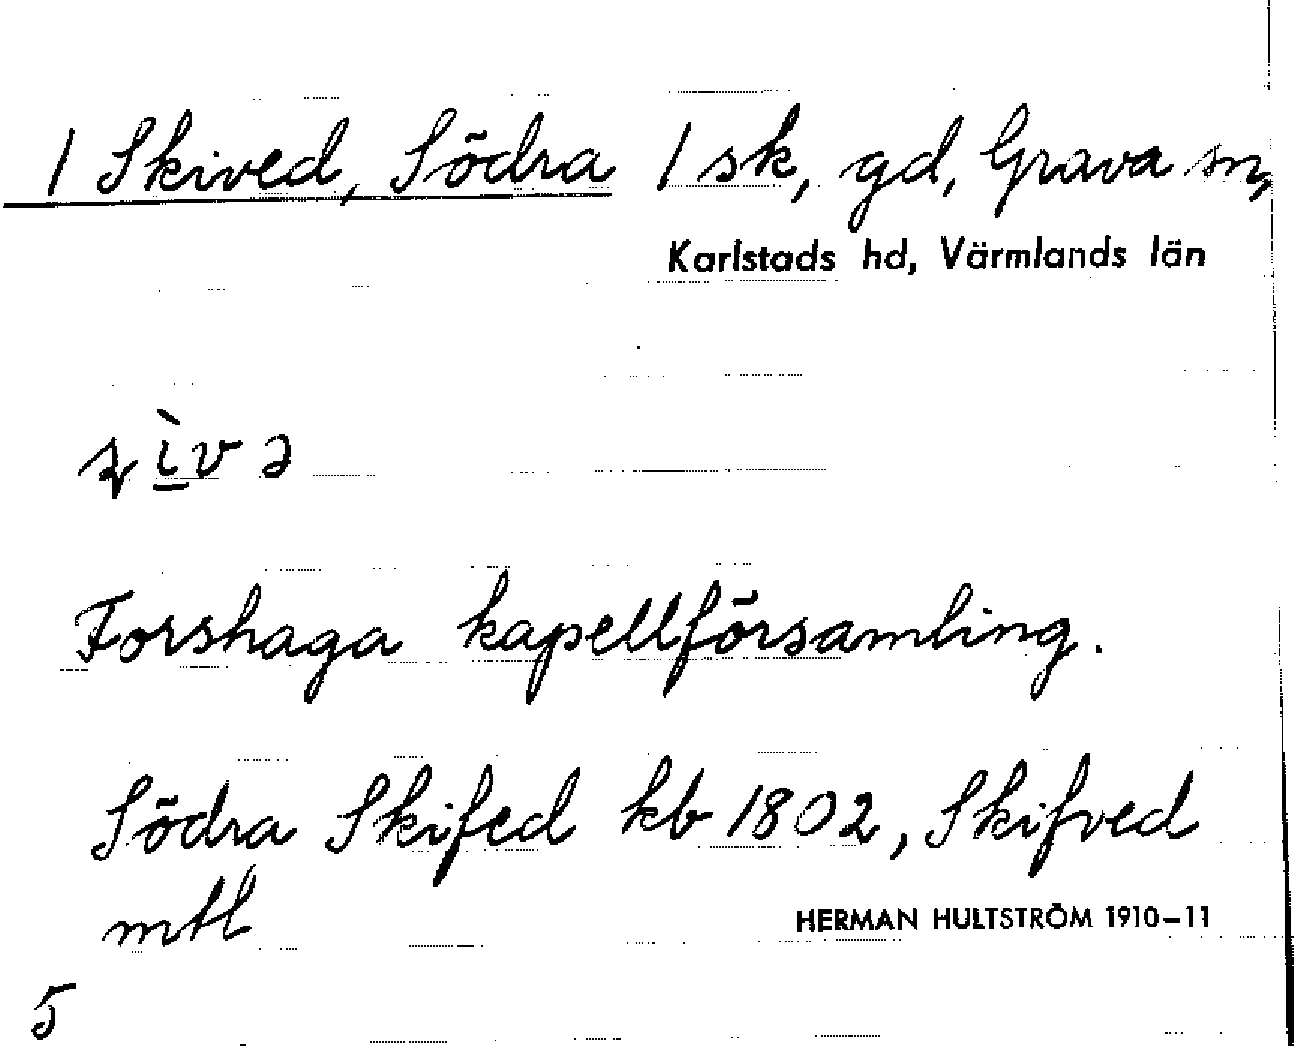 1 Skived, Södra 1 sk, gd, Grava sn,
Karlstads hd, Värmlands län
Forshaga kapellförsamling.
Södra Skifed kb 1802, Skifved
mtl
HERMAN HULTSTRÖM 1910–11
5